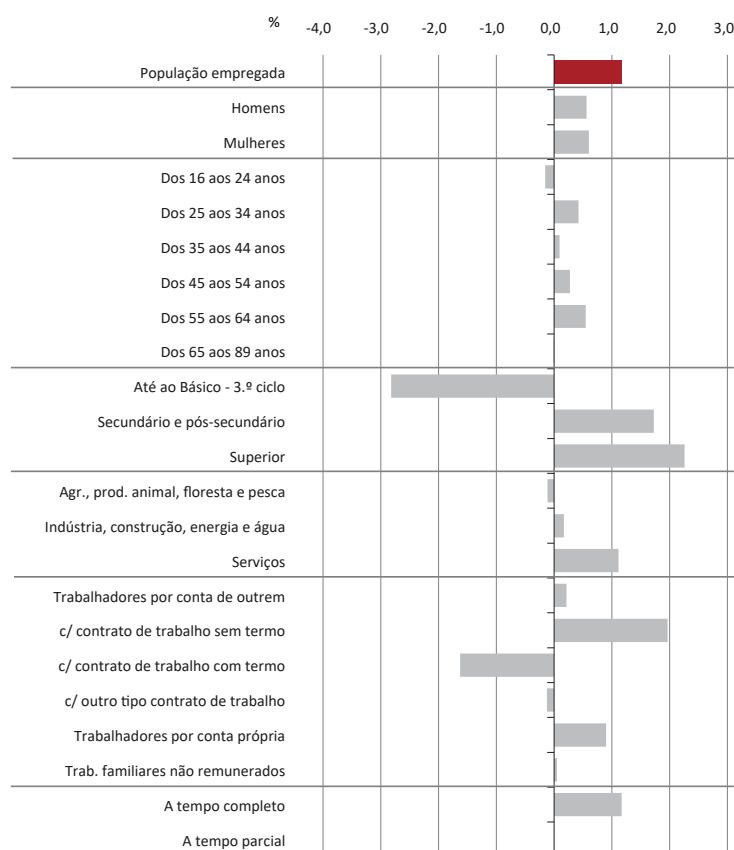 % -4,0 -3,0 -2,0 -1,0 0,0 1,0 2,0 3,0
População empregada
Homens
Mulheres
Dos 16 aos 24 anos
Dos 25 aos 34 anos
Dos 35 aos 44 anos
Dos 45 aos 54 anos
Dos 55 aos 64 anos
Dos 65 aos 89 anos
Até ao Básico - 3.º ciclo
Secundário e pós-secundário
Superior
Agr., prod. animal, floresta e pesca
Indústria, construção, energia e água
Serviços
Trabalhadores por conta de outrem
c/ contrato de trabalho sem termo
c/ contrato de trabalho com termo
c/ outro tipo contrato de trabalho
Trabalhadores por conta própria
Trab. familiares não remunerados
A tempo completo
A tempo parcial